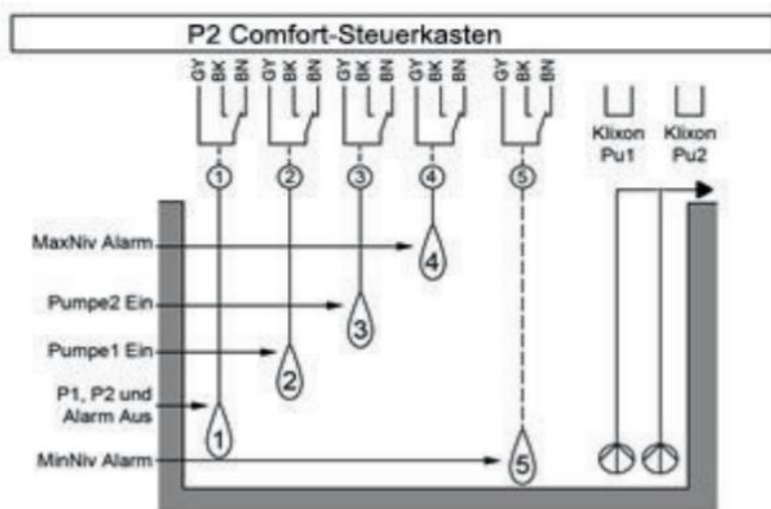 P2 Comfort-Steuerkasten
GY BK BN GY BK BN GY BK BN GY BK BN GY BK BN
Klixon Pu1
Klixon Pu2
1 2 3 4 5
MaxNiv Alarm
4
Pumpe2 Ein
3
Pumpe1 Ein
2
P1, P2 und
Alarm Aus
1
MinNiv Alarm
5